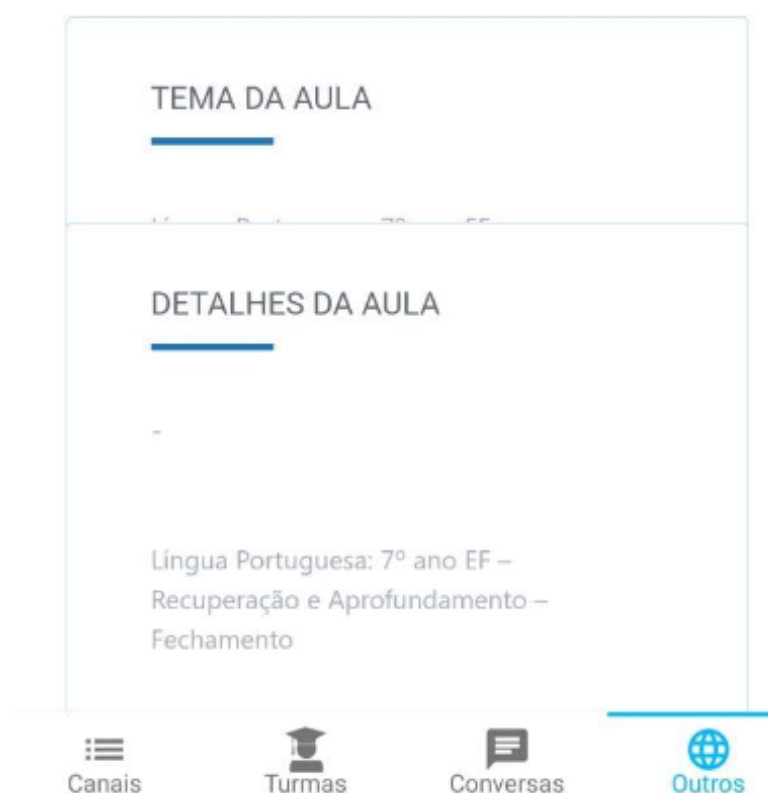 TEMA DA AULA
DETALHES DA AULA
-
Língua Portuguesa: 7º ano EF –
Recuperação e Aprofundamento –
Fechamento
Canais
Turmas
Conversas
Outros